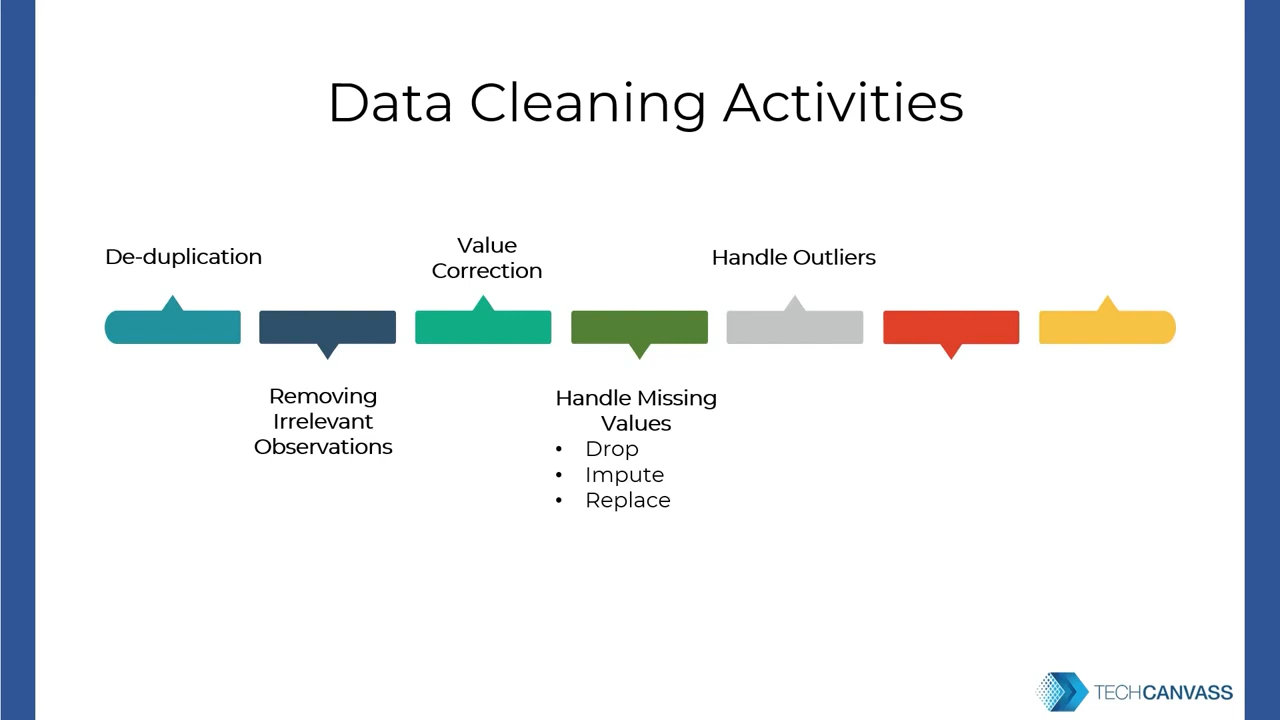 Data Cleaning Activities
De-duplication
Value
Correction
Handle Outliers
Removing
Irrelevant
Observations
Handle Missing
Values
• Drop
• Impute
• Replace
TECHCANVASS